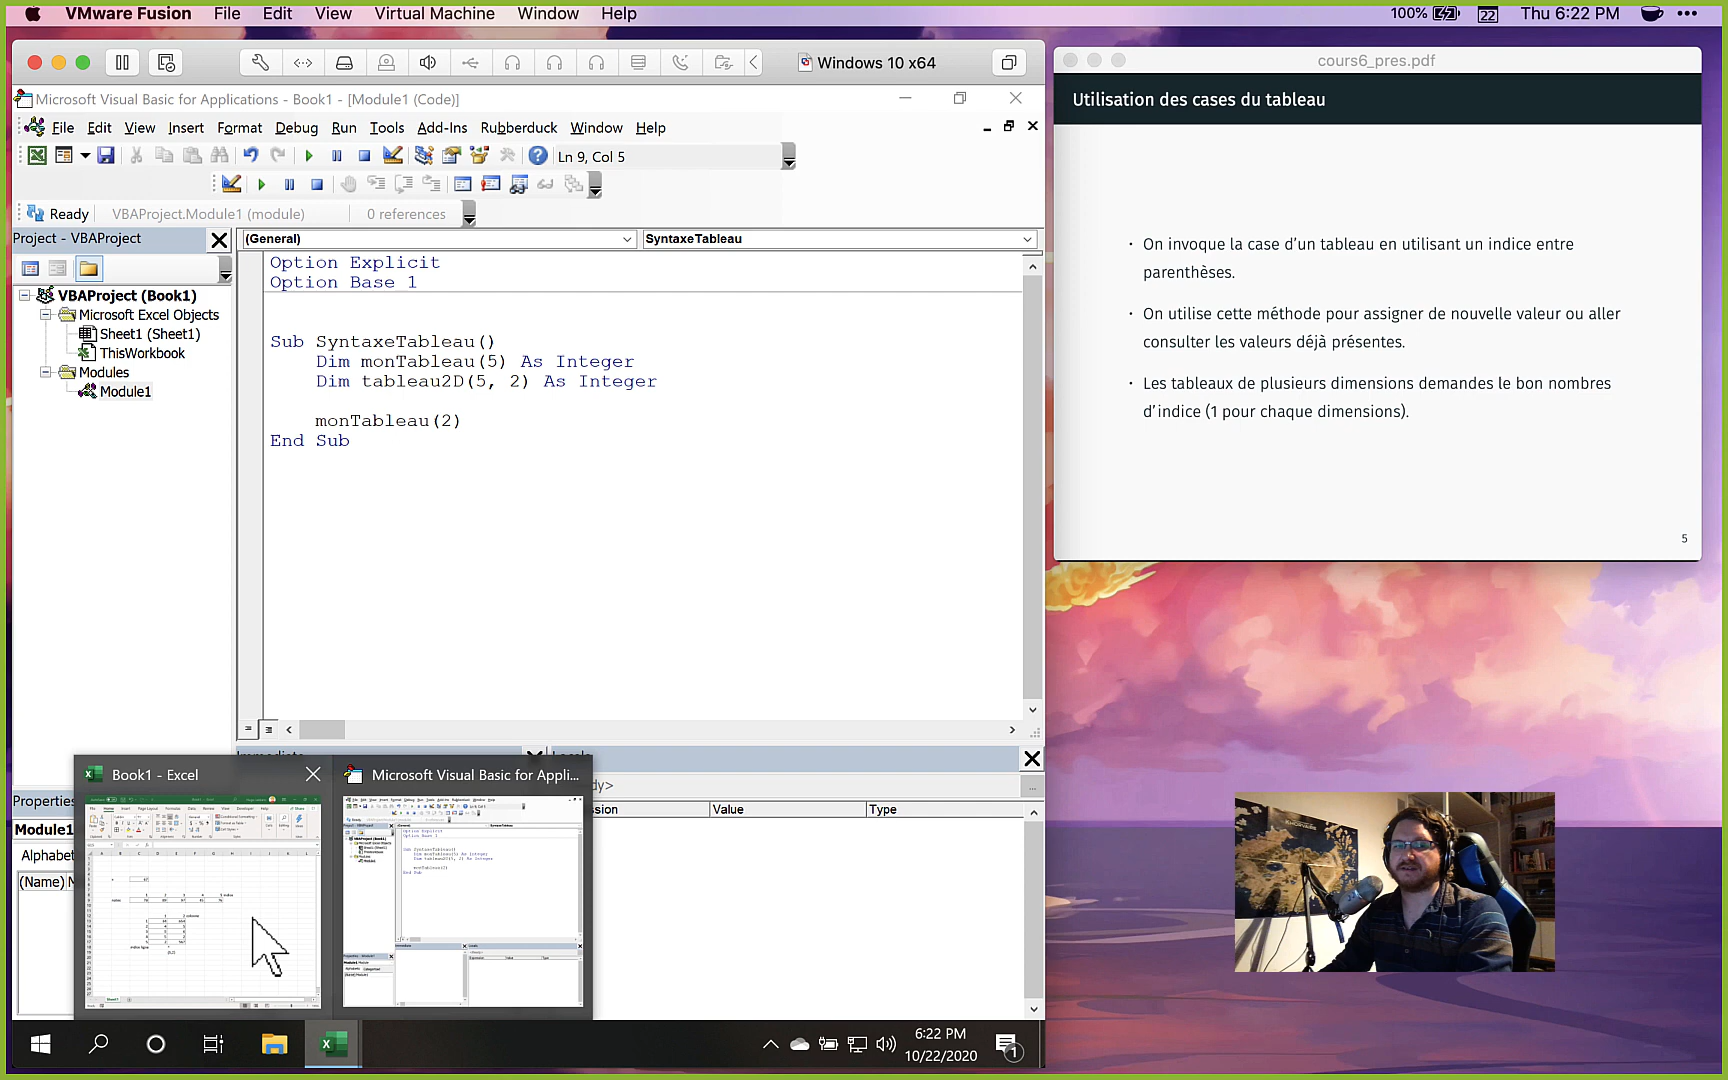 VMware Fusion File Edit View Virtual Machine Window Help 100% 22 Thu 6:22 PM
Windows 10 x64
cours6_pres.pdf
Microsoft Visual Basic for Applications - Book1 - [Module1 (Code)]
File Edit View Insert Format Debug Run Tools Add-Ins Rubberduck Window Help
Ln 9, Col 5
Ready VBAProject.Module1 (module) 0 references
Project - VBAProject
(General) SyntaxeTableau
VBAProject (Book1)
Microsoft Excel Objects
Sheet1 (Sheet1)
ThisWorkbook
Modules
Module1
Option Explicit
Option Base 1
Sub SyntaxeTableau()
Dim monTableau(5) As Integer
Dim tableau2D(5, 2) As Integer
monTableau(2)
End Sub
Utilisation des cases du tableau
· On invoque la case d'un tableau en utilisant un indice entre
parenthèses.
· On utilise cette méthode pour assigner de nouvelle valeur ou aller
consulter les valeurs déjà présentes.
· Les tableaux de plusieurs dimensions demandes le bon nombres
d'indice (1 pour chaque dimensions).
5
Book1 - Excel
Microsoft Visual Basic for Appli...
Value Type
Properties
Module1
Alphabet
(Name)
6:22 PM
10/22/2020
1